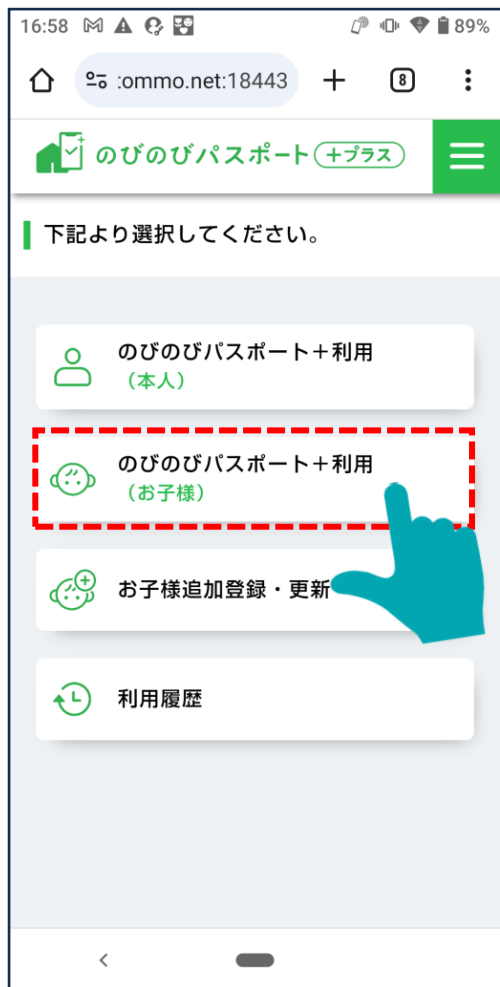 16:58 89%
:ommo.net:18443 8
のびのびパスポート +プラス
下記より選択してください。
のびのびパスポート＋利用
（本人）
のびのびパスポート＋利用
（お子様）
お子様追加登録・更新
利用履歴